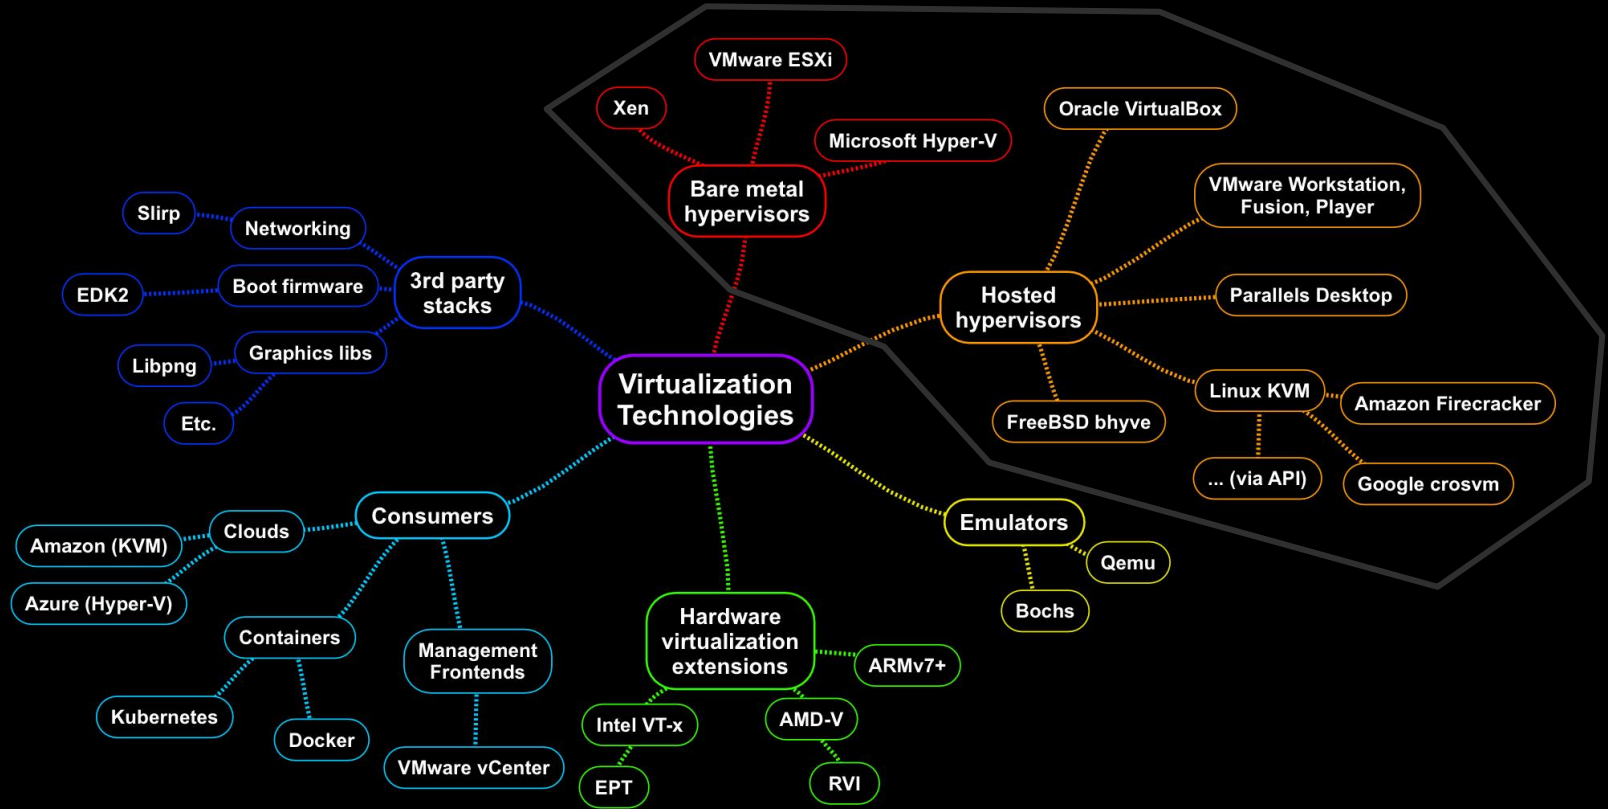 VMware ESXi
Xen
Microsoft Hyper-V
Bare metal
hypervisors
Oracle VirtualBox
VMware Workstation,
Fusion, Player
Parallels Desktop
Hosted
hypervisors
Linux KVM
Amazon Firecracker
FreeBSD bhyve
... (via API)
Google crosvm
Slirp
Networking
EDK2
Boot firmware
3rd party
stacks
Graphics libs
Libpng
Etc.
Virtualization
Technologies
Consumers
Clouds
Amazon (KVM)
Azure (Hyper-V)
Containers
Kubernetes
Docker
Management
Frontends
VMware vCenter
Hardware
virtualization
extensions
ARMv7+
Intel VT-x
AMD-V
EPT
RVI
Emulators
Qemu
Bochs